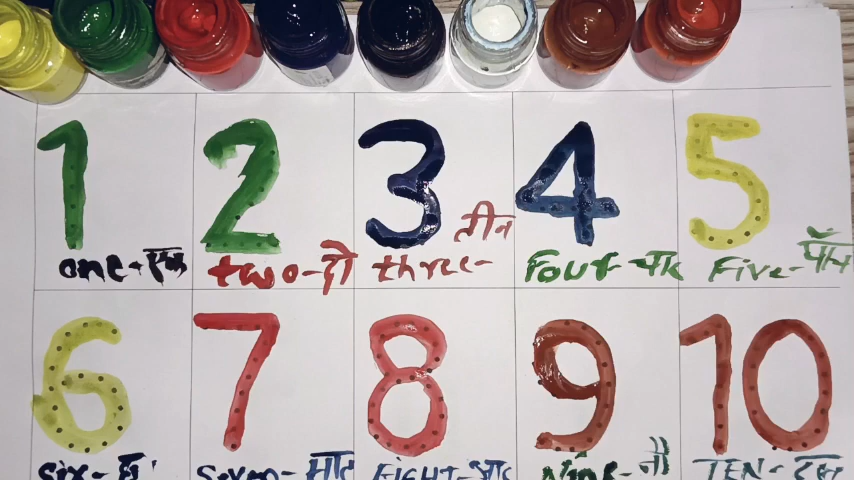 1 2 3 4 5
one-एक two-दो three-तीन four- five-
6 7 8 9 10
six- seven- EIGHT- nine-नौ TEN-